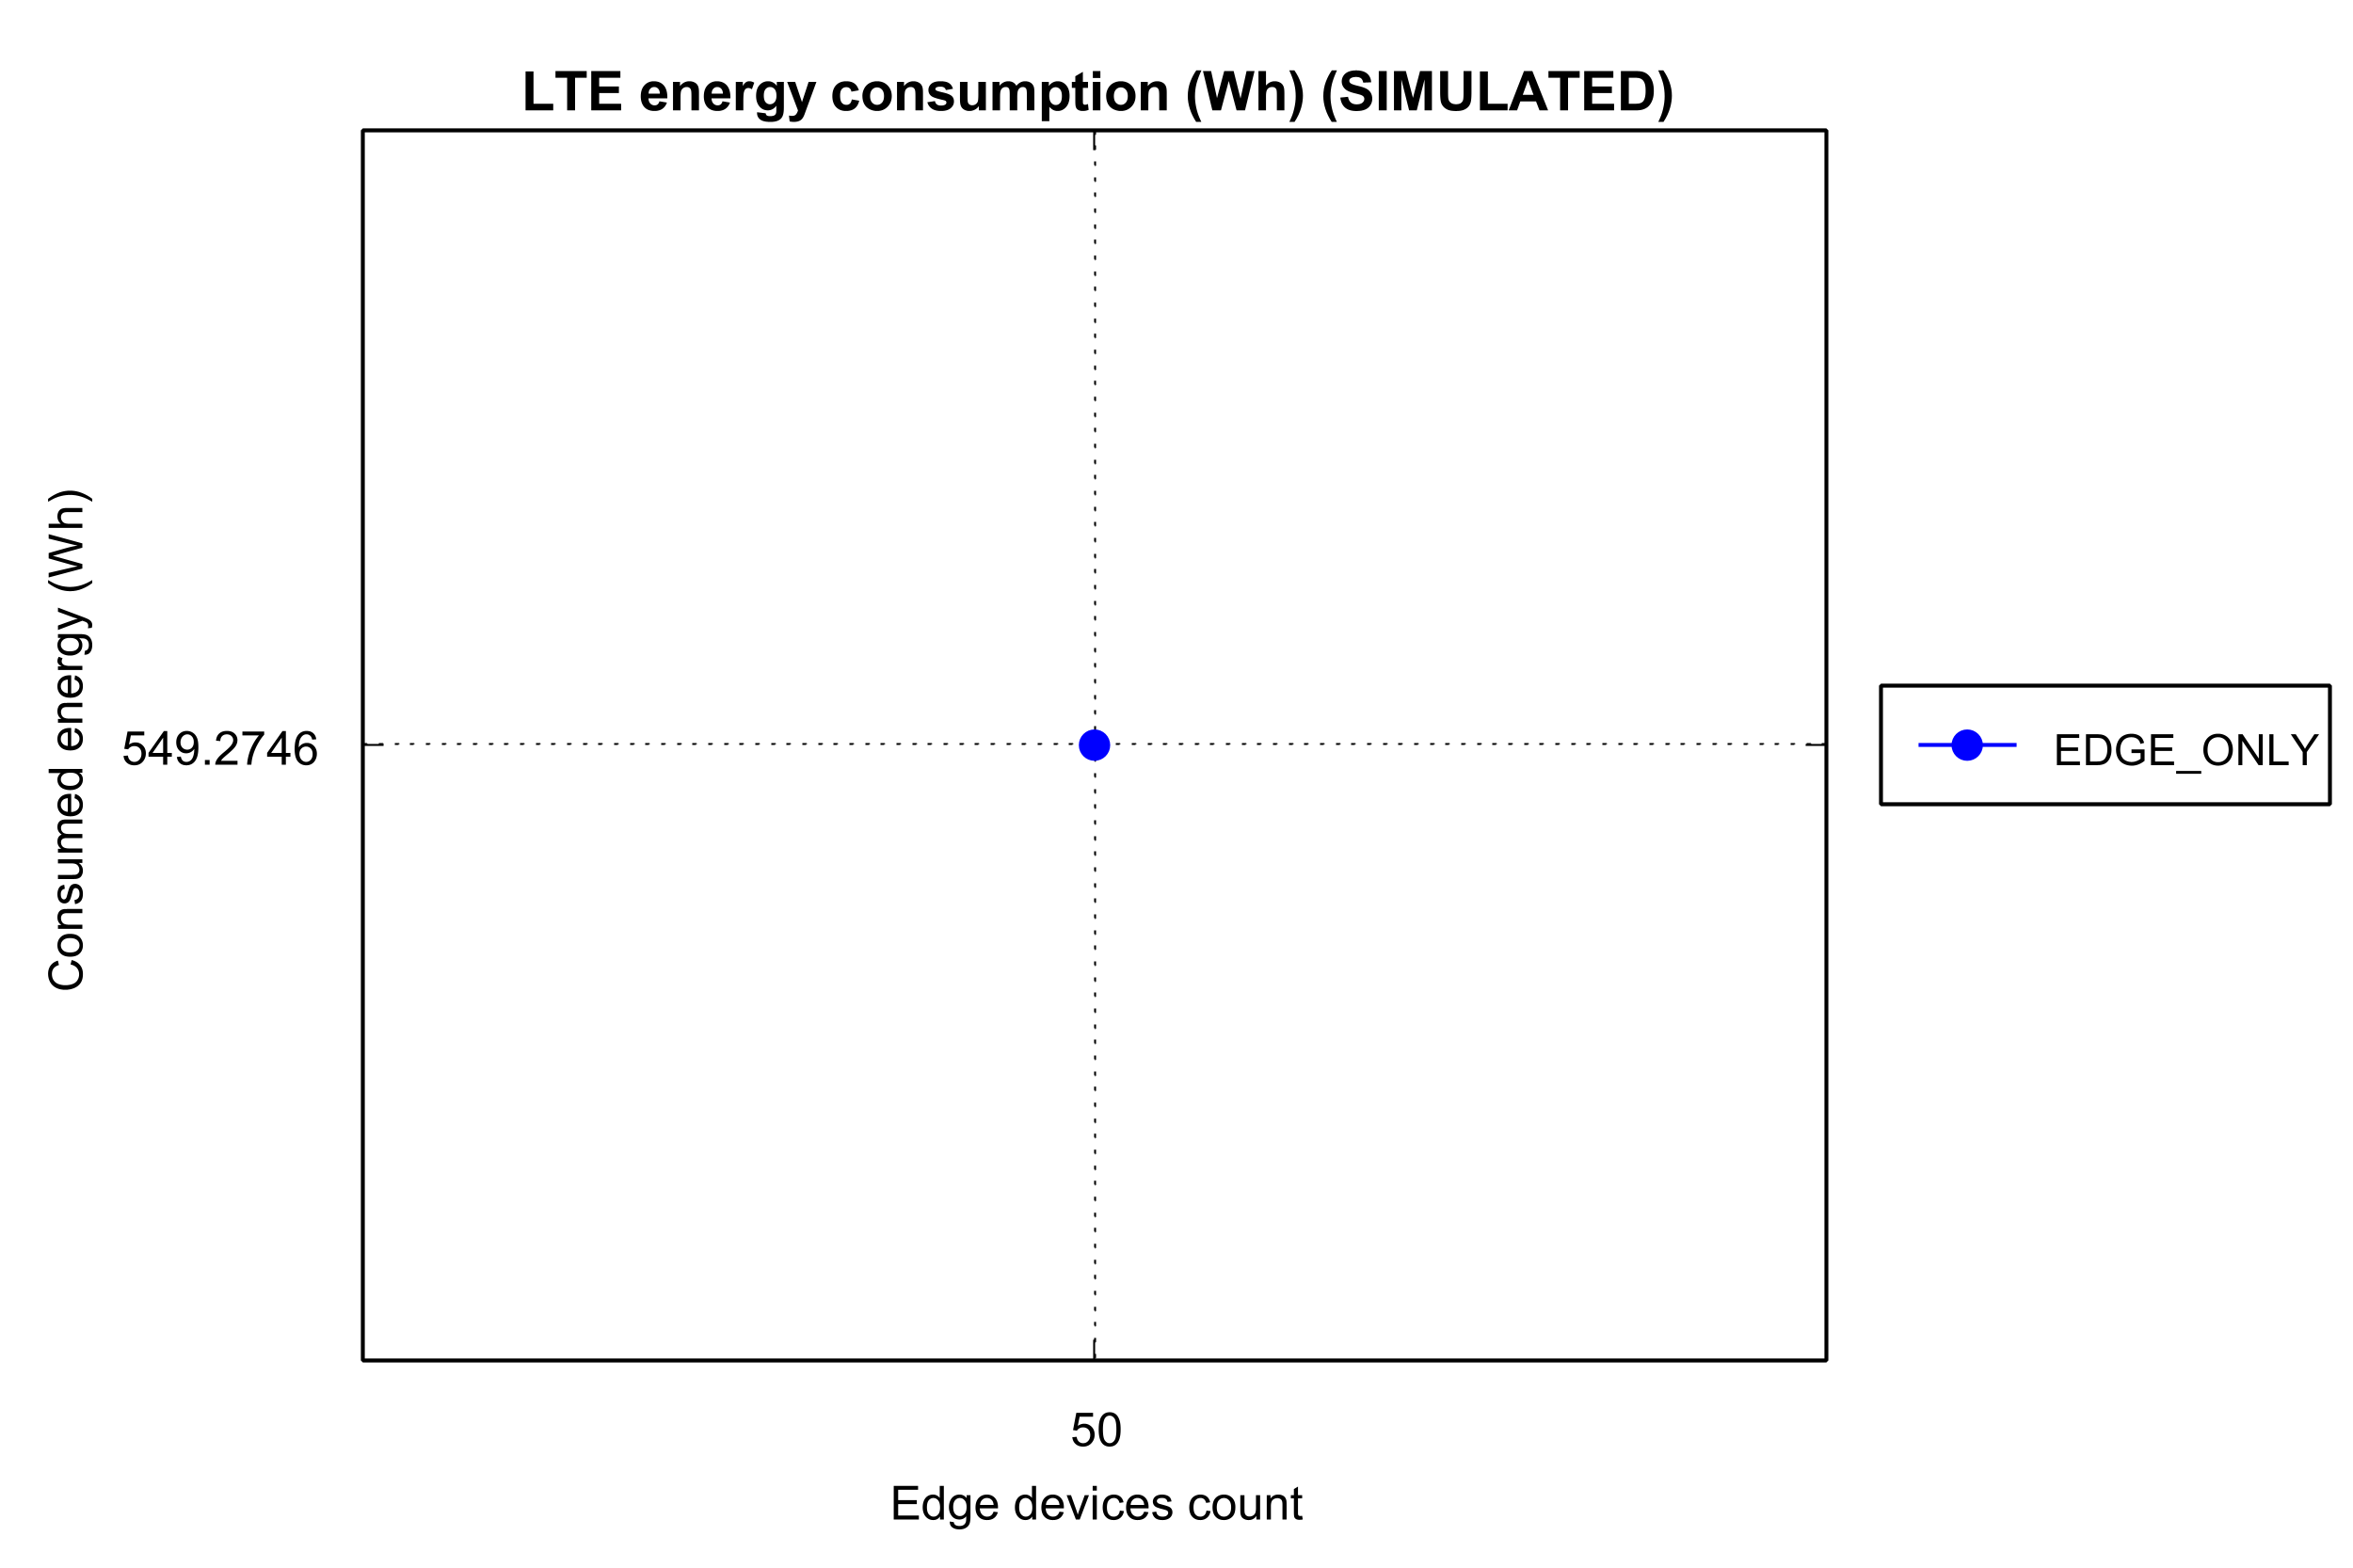 LTE energy consumption (Wh) (SIMULATED)
Consumed energy (Wh)
549.2746
EDGE_ONLY
50
Edge devices count